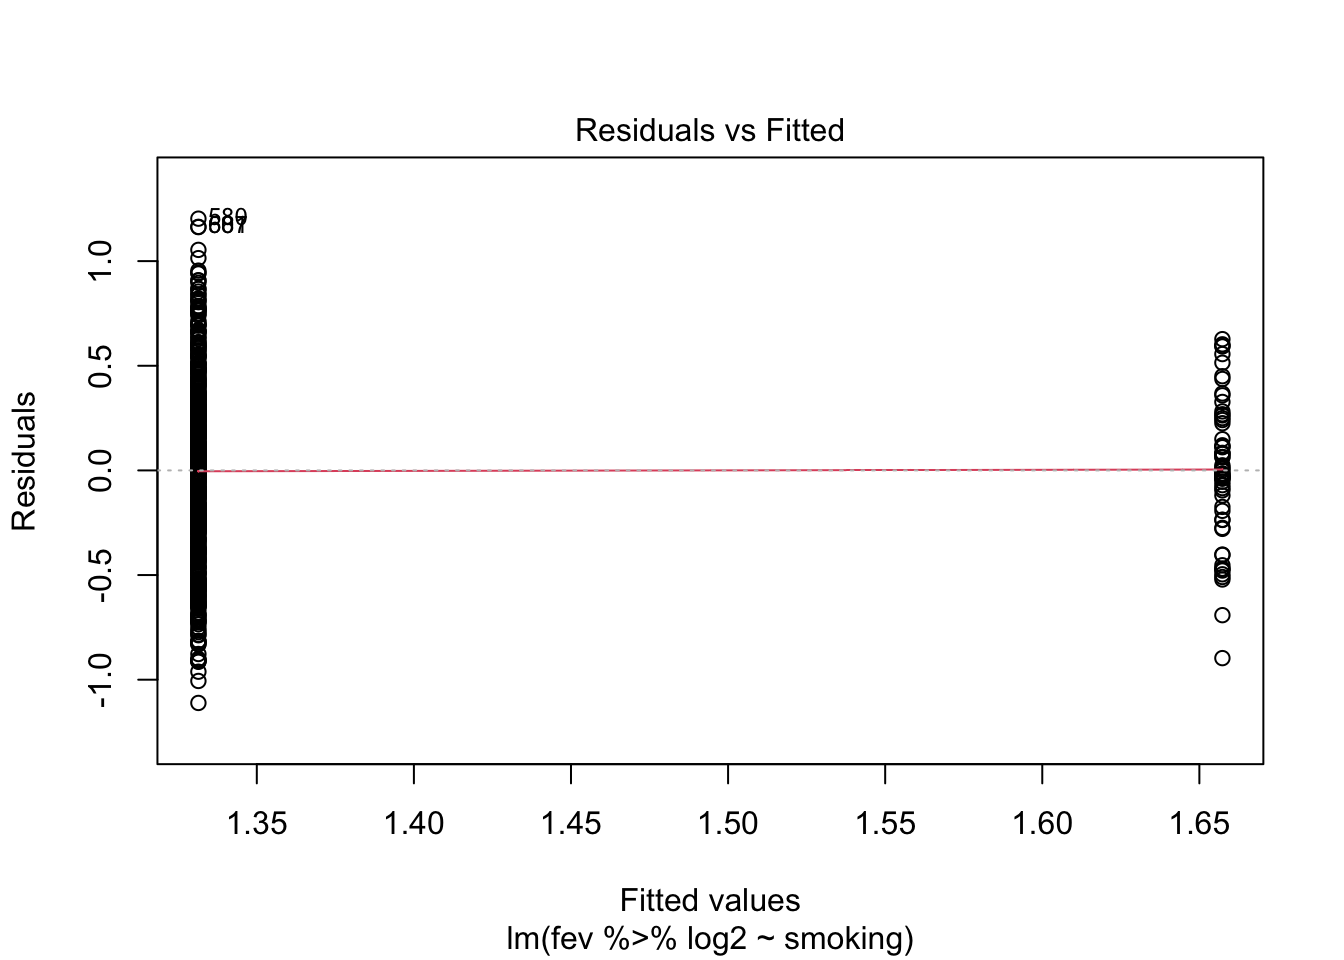 Residuals vs Fitted
Residuals
1.0
0.5
0.0
-0.5
-1.0
1.35 1.40 1.45 1.50 1.55 1.60 1.65
Fitted values
lm(fev %>% log2 ~ smoking)